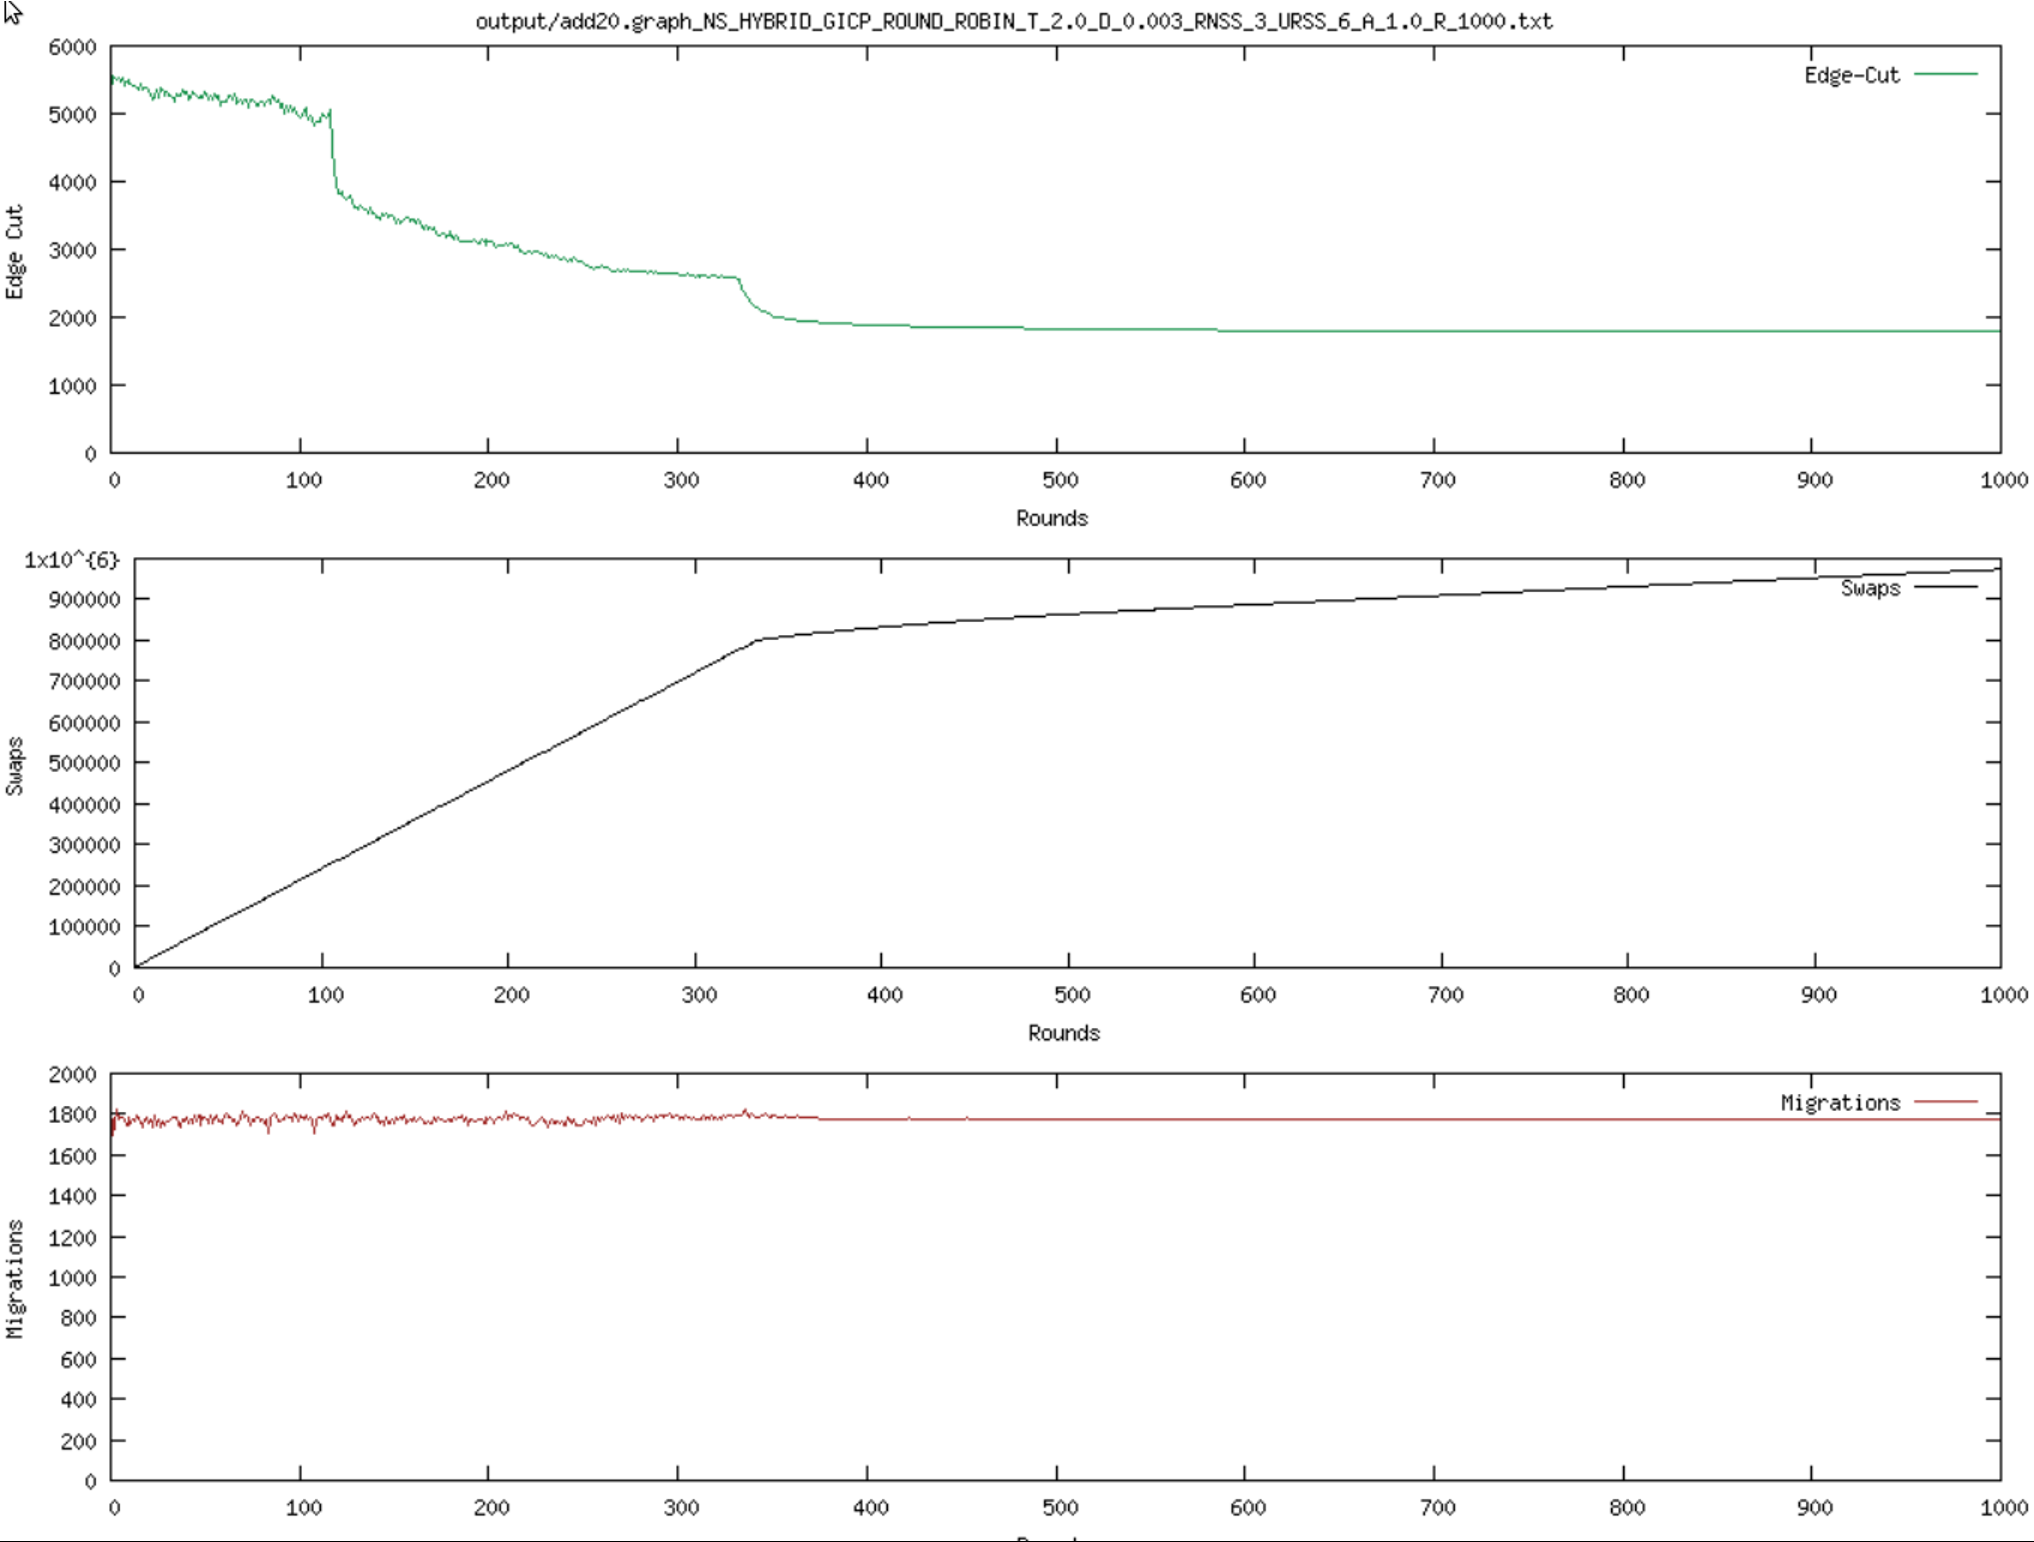 output/add20.graph_NS_HYBRID_GICP_ROUND_ROBIN_T_2.0_D_0.003_RNSS_3_URSS_6_A_1.0_R_1000.txt
6000
5000
4000
3000
2000
1000
0
Edge Cut
Edge-Cut
0 100 200 300 400 500 600 700 800 900 1000
Rounds
1x10^{6}
900000
800000
700000
600000
500000
400000
300000
200000
100000
0
Swaps
Swaps
0 100 200 300 400 500 600 700 800 900 1000
Rounds
2000
1800
1600
1400
1200
1000
800
600
400
200
0
Migrations
Migrations
0 100 200 300 400 500 600 700 800 900 1000